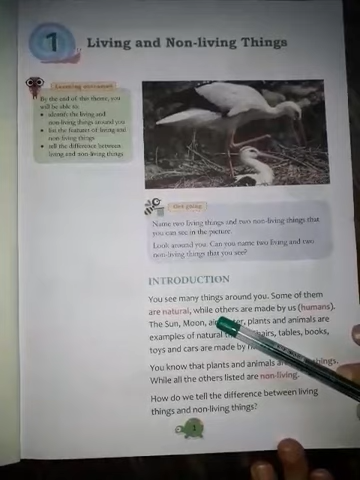 1
Living and Non-living Things
Learning outcomes
By the end of this theme, you
will be able to:
• identify the living and
non-living things around you
• list the features of living and
non-living things
• tell the difference between
living and non-living things
Get going
Name two living things and two non-living things that
you can see in the picture.
Look around you. Can you name two living and two
non-living things that you see?
INTRODUCTION
You see many things around you. Some of them
are natural, while others are made by us (humans).
The Sun, Moon, plants and animals are
examples of natural tables, books,
toys and cars are made by
You know that plants and animals things.
While all the others listed are non-living.
How do we tell the difference between living
things and non-living things?
1